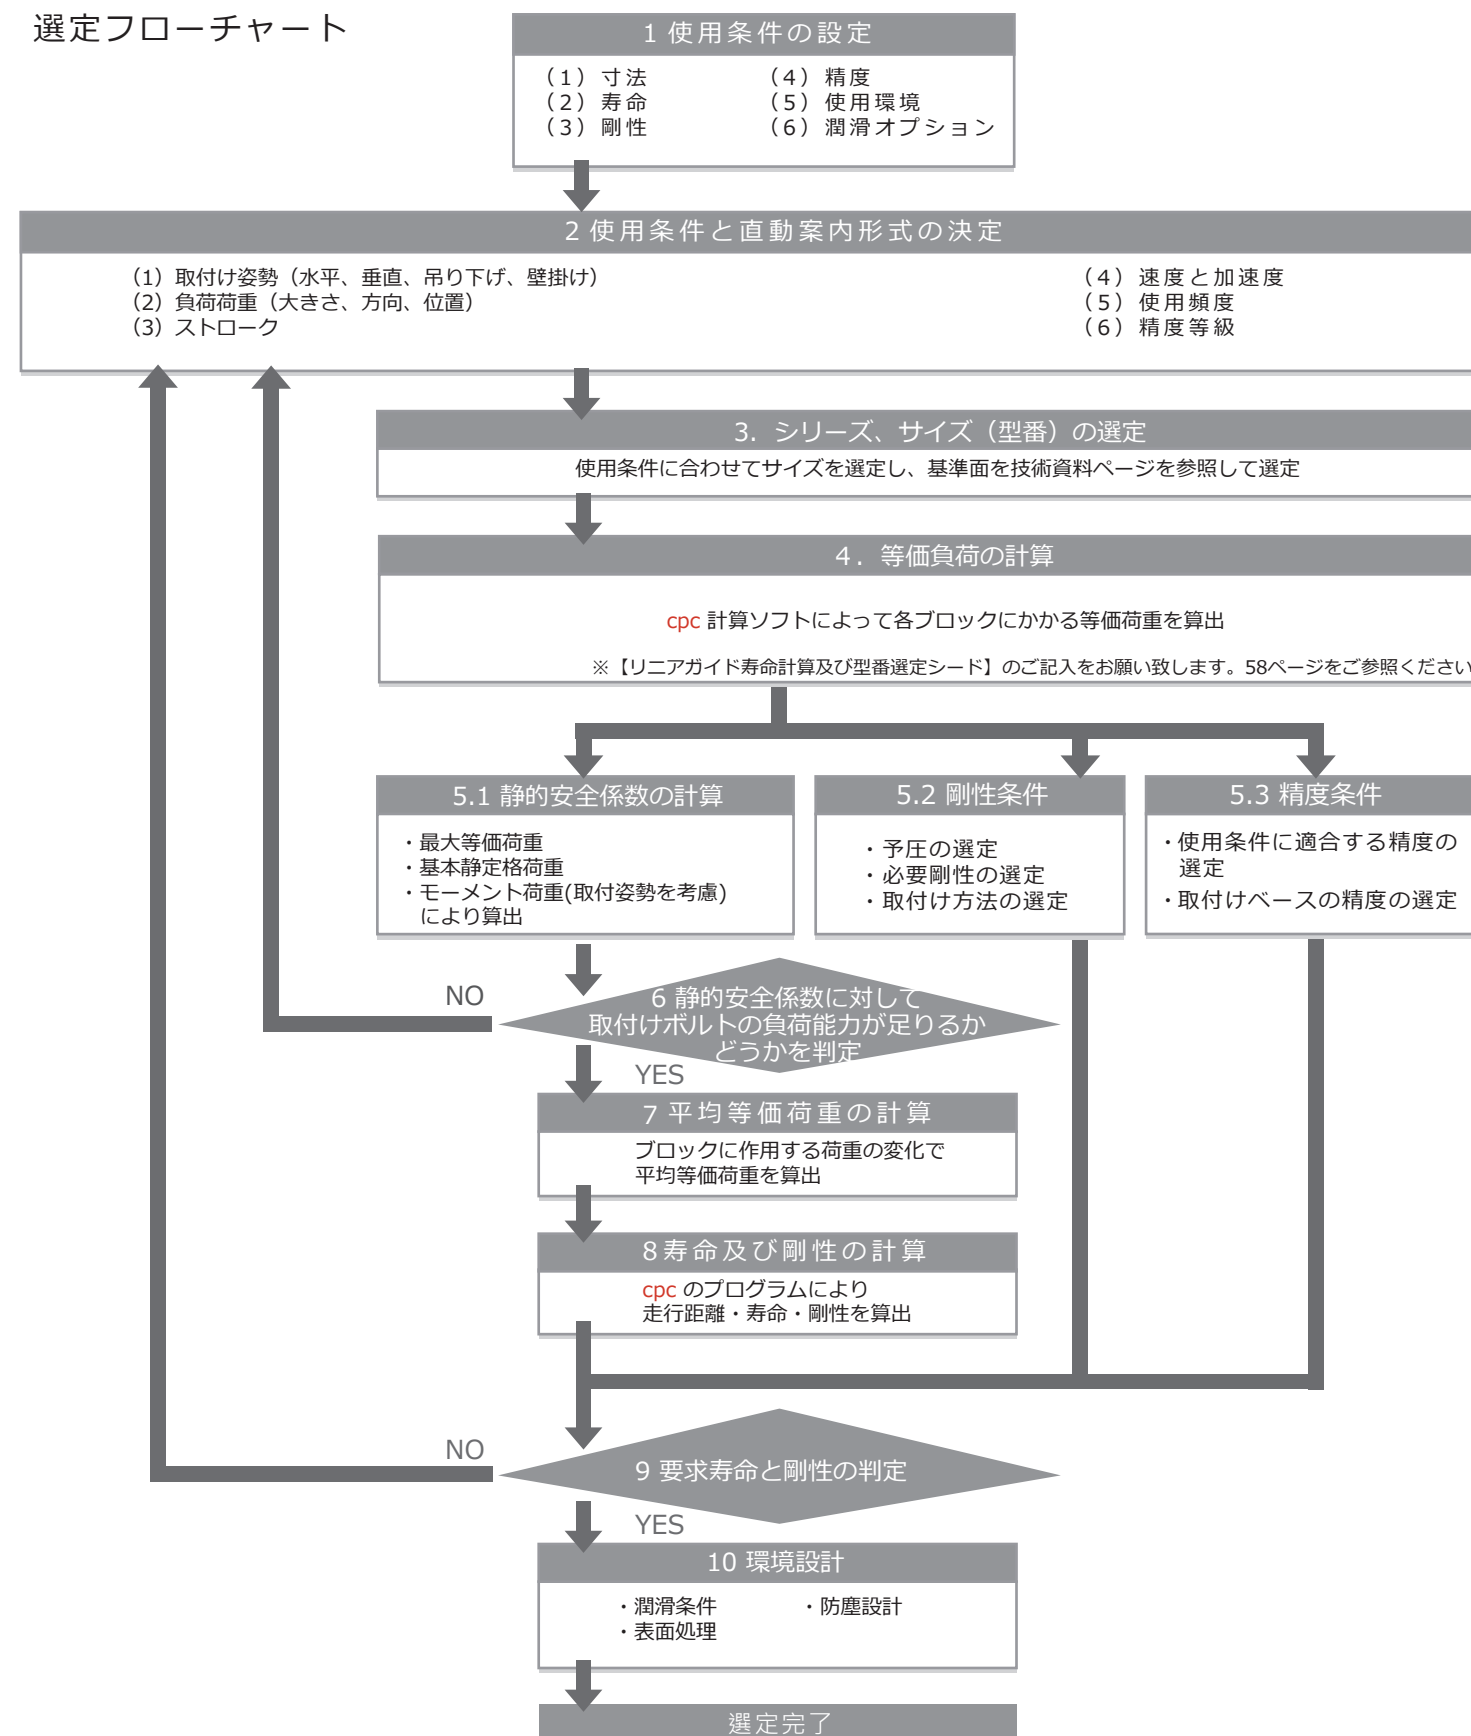 選定フローチャート
1 使用条件の設定
（1）寸法
（2）寿命
（3）剛性
（4）精度
（5）使用環境
（6）潤滑オプション
2 使用条件と直動案内形式の決定
（1）取付け姿勢（水平、垂直、吊り下げ、壁掛け）
（2）負荷荷重（大きさ、方向、位置）
（3）ストローク
（4）速度と加速度
（5）使用頻度
（6）精度等級
3．シリーズ、サイズ（型番）の選定
使用条件に合わせてサイズを選定し、基準面を技術資料ページを参照して選定
4．等価負荷の計算
cpc 計算ソフトによって各ブロックにかかる等価荷重を算出
※【リニアガイド寿命計算及び型番選定シード】のご記入をお願い致します。58ページをご参照ください
5.1 静的安全係数の計算
・最大等価荷重
・基本静定格荷重
・モーメント荷重(取付姿勢を考慮)
により算出
5.2 剛性条件
・予圧の選定
・必要剛性の選定
・取付け方法の選定
5.3 精度条件
・使用条件に適合する精度の
選定
・取付けベースの精度の選定
NO
6 静的安全係数に対して
取付けボルトの負荷能力が足りるか
どうかを判定
YES
7 平均等価荷重の計算
ブロックに作用する荷重の変化で
平均等価荷重を算出
8寿命及び剛性の計算
cpc のプログラムにより
走行距離・寿命・剛性を算出
NO
9 要求寿命と剛性の判定
YES
10 環境設計
・潤滑条件
・表面処理
・防塵設計
選定完了